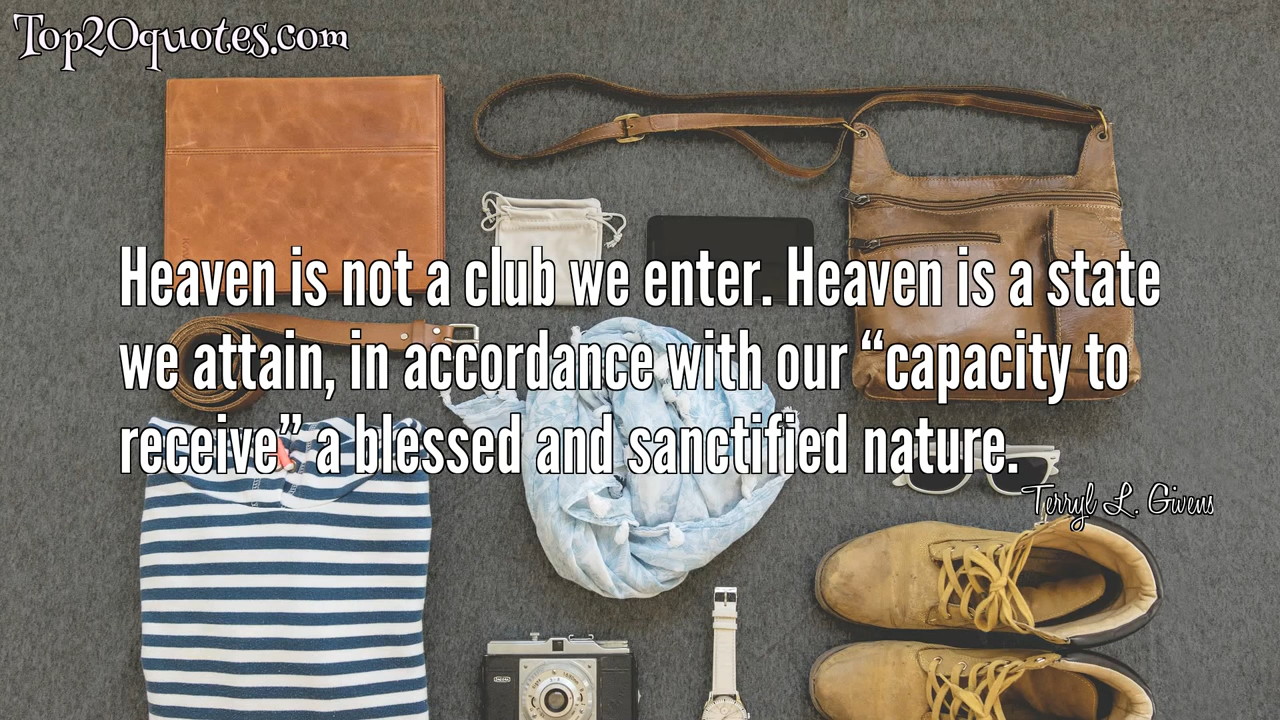 Top20quotes.com
Heaven is not a club we enter. Heaven is a state
we attain, in accordance with our “capacity to
receive” a blessed and sanctified nature.
Terryl L. Givens